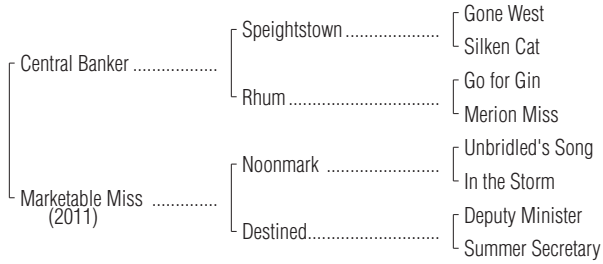 Gone West
Speightstown ....................
Silken Cat
Central Banker .................
Go for Gin
Rhum ................................
Merion Miss
Unbridled's Song
Noonmark ........................
In the Storm
Marketable Miss .............
(2011)
Deputy Minister
Destined............................
Summer Secretary